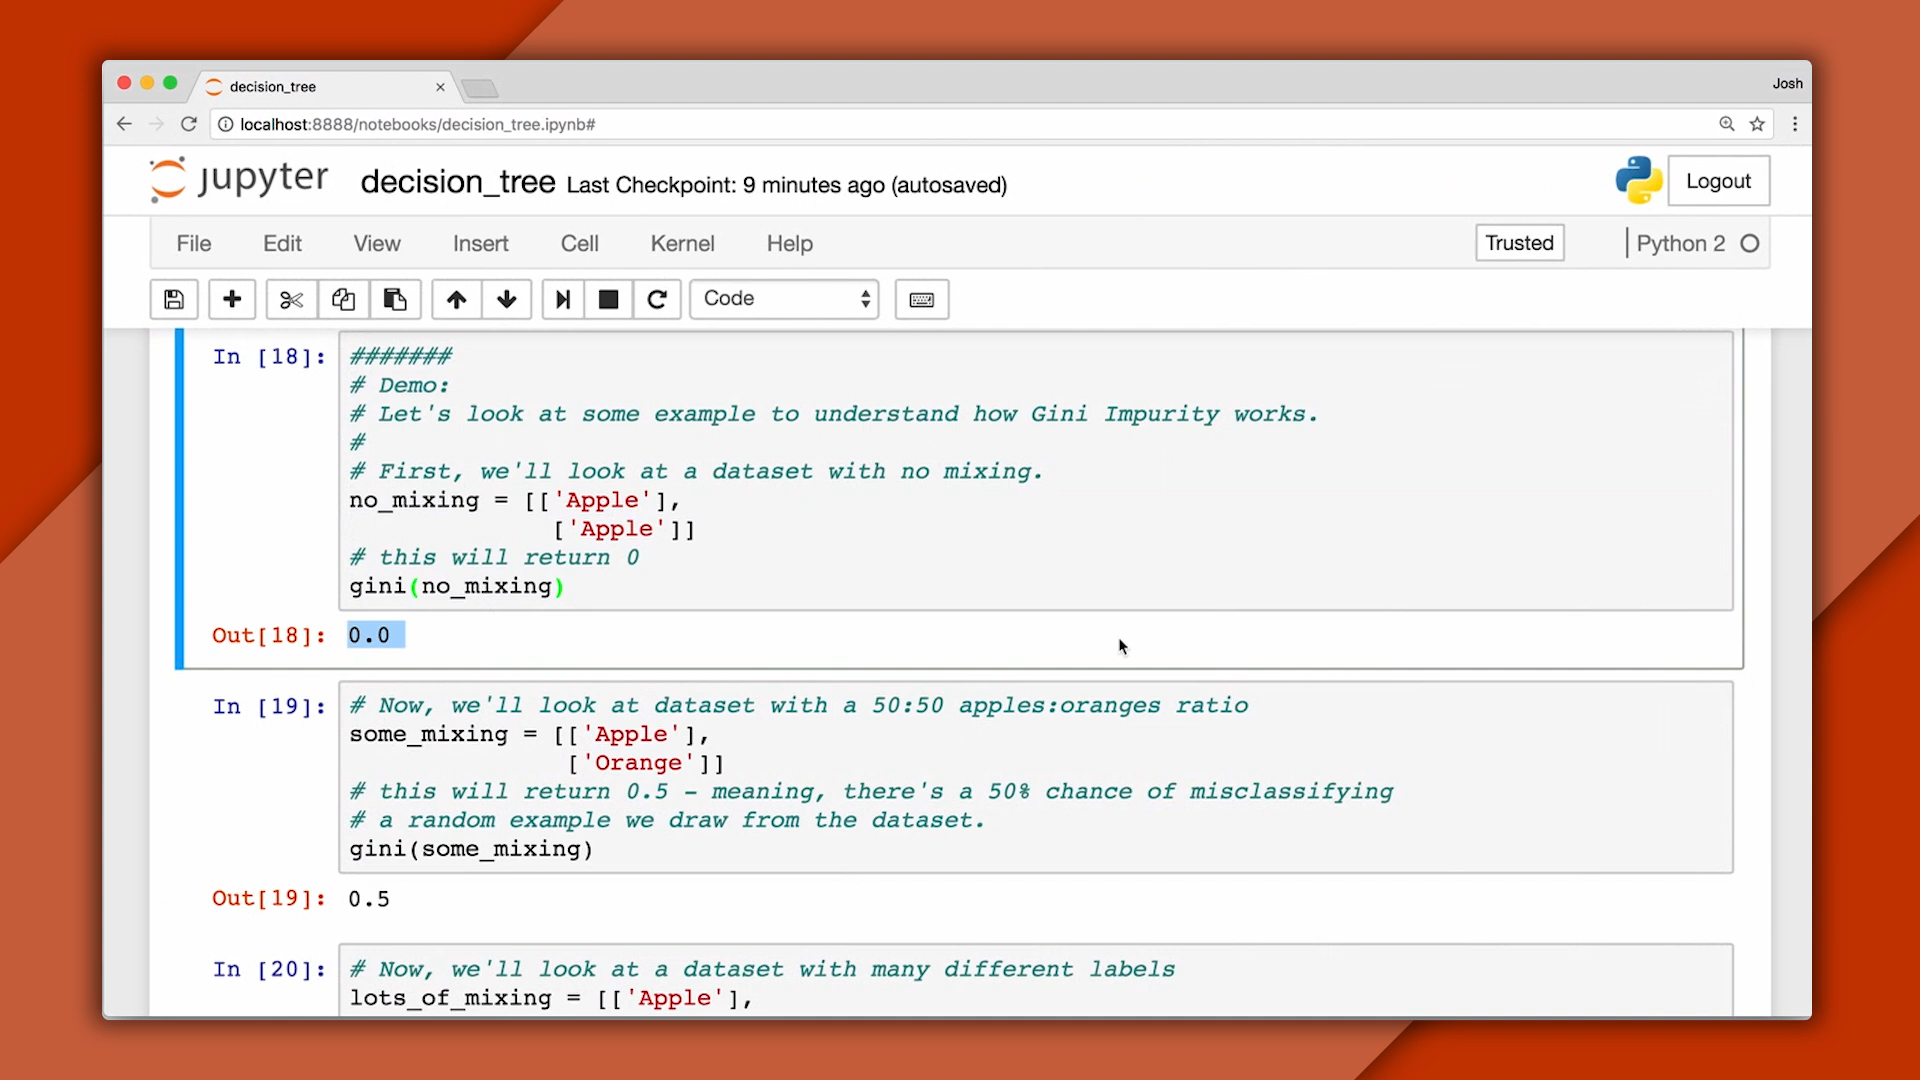 decision_tree
Josh
localhost:8888/notebooks/decision_tree.ipynb#
jupyter decision_tree Last Checkpoint: 9 minutes ago (autosaved)
Logout
File Edit View Insert Cell Kernel Help
Trusted
Python 2
Code
In [18]: #######
# Demo:
# Let's look at some example to understand how Gini Impurity works.
#
# First, we'll look at a dataset with no mixing.
no_mixing = [['Apple'],
['Apple']]
# this will return 0
gini(no_mixing)
Out[18]: 0.0
In [19]: # Now, we'll look at dataset with a 50:50 apples:oranges ratio
some_mixing = [['Apple'],
['Orange']]
# this will return 0.5 - meaning, there's a 50% chance of misclassifying
# a random example we draw from the dataset.
gini(some_mixing)
Out[19]: 0.5
In [20]: # Now, we'll look at a dataset with many different labels
lots_of_mixing = [['Apple'],